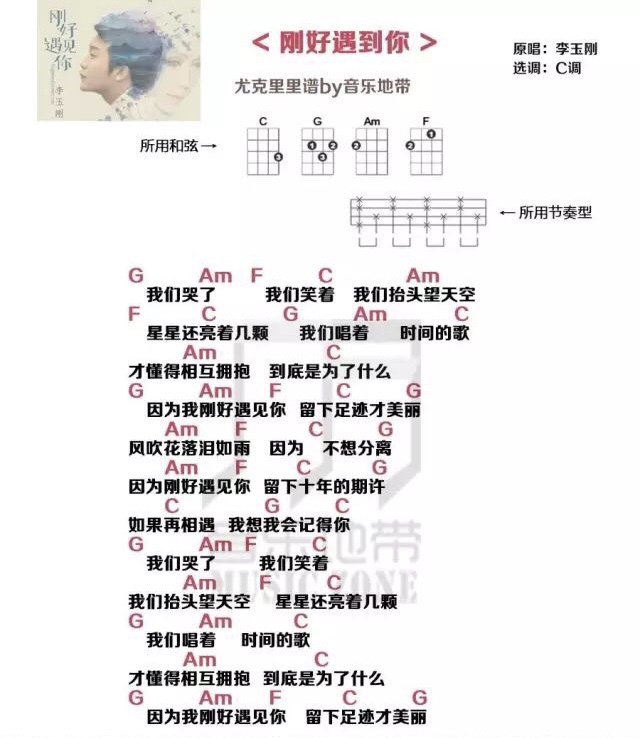 刚好遇见你
李玉刚
< 刚好遇到你 >
原唱：李玉刚
选调：C调
尤克里里谱by音乐地带
所用和弦→
C G Am F
3 1 2 3 2 1 2
←所用节奏型
G Am F C Am
我们哭了 我们笑着 我们抬头望天空
F C G Am C
星星还亮着几颗 我们唱着 时间的歌
Am C
才懂得相互拥抱 到底是为了什么
G Am F C G
因为我刚好遇见你 留下足迹才美丽
Am F C G
风吹花落泪如雨 因为 不想分离
Am F C G
因为刚好遇见你 留下十年的期许
C G C
如果再相遇 我想我会记得你
G Am F C
我们哭了 我们笑着
Am F C
我们抬头望天空 星星还亮着几颗
G Am C
我们唱着 时间的歌
Am C
才懂得相互拥抱 到底是为了什么
G Am F C G
因为我刚好遇见你 留下足迹才美丽
音乐地带
MUSIC ZONE